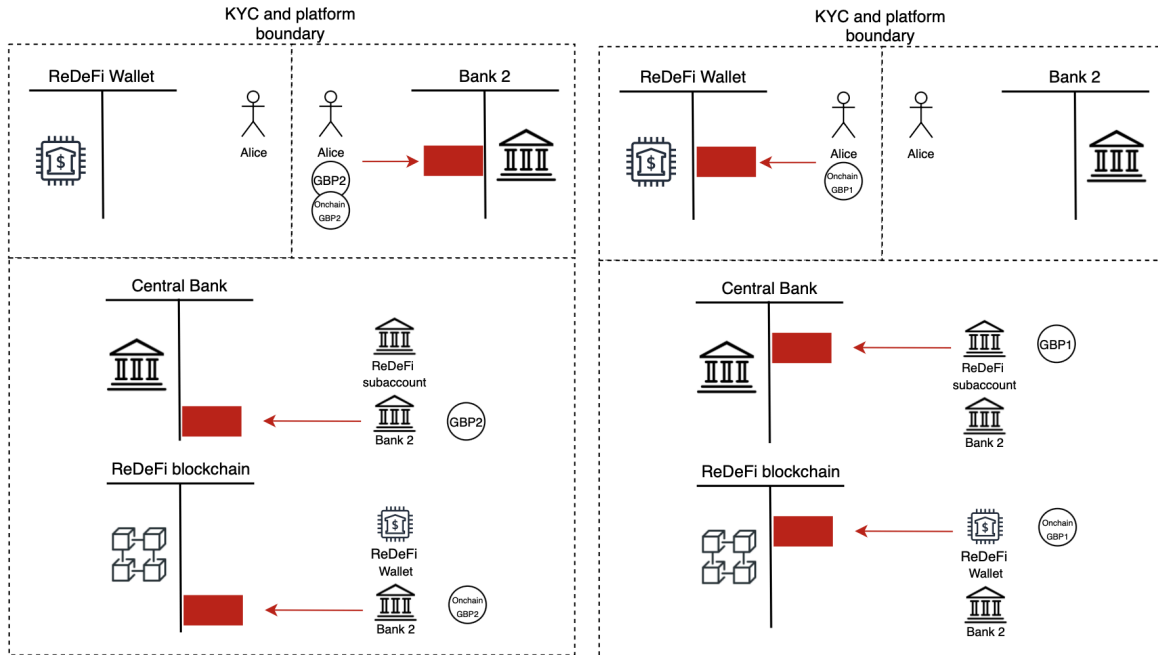 KYC and platform
boundary
ReDeFi Wallet
Bank 2
$
Alice
Alice
GBP2
Onchain
GBP2
Central Bank
ReDeFi
subaccount
Bank 2
GBP2
ReDeFi blockchain
$
ReDeFi
Wallet
Bank 2
Onchain
GBP2
KYC and platform
boundary
ReDeFi Wallet
Bank 2
$
Alice
Onchain
GBP1
Alice
Central Bank
ReDeFi
subaccount
GBP1
Bank 2
ReDeFi blockchain
$
ReDeFi
Wallet
Onchain
GBP1
Bank 2